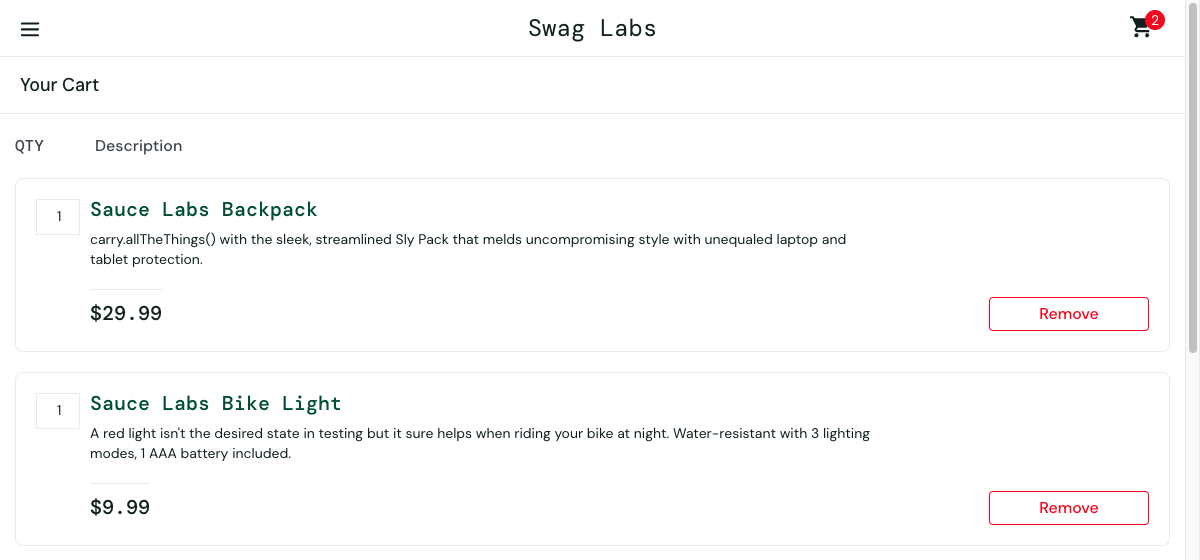 Swag Labs
2
Your Cart
QTY Description
1
Sauce Labs Backpack
carry.allTheThings() with the sleek, streamlined Sly Pack that melds uncompromising style with unequaled laptop and
tablet protection.
$29.99
Remove
1
Sauce Labs Bike Light
A red light isn't the desired state in testing but it sure helps when riding your bike at night. Water-resistant with 3 lighting
modes, 1 AAA battery included.
$9.99
Remove